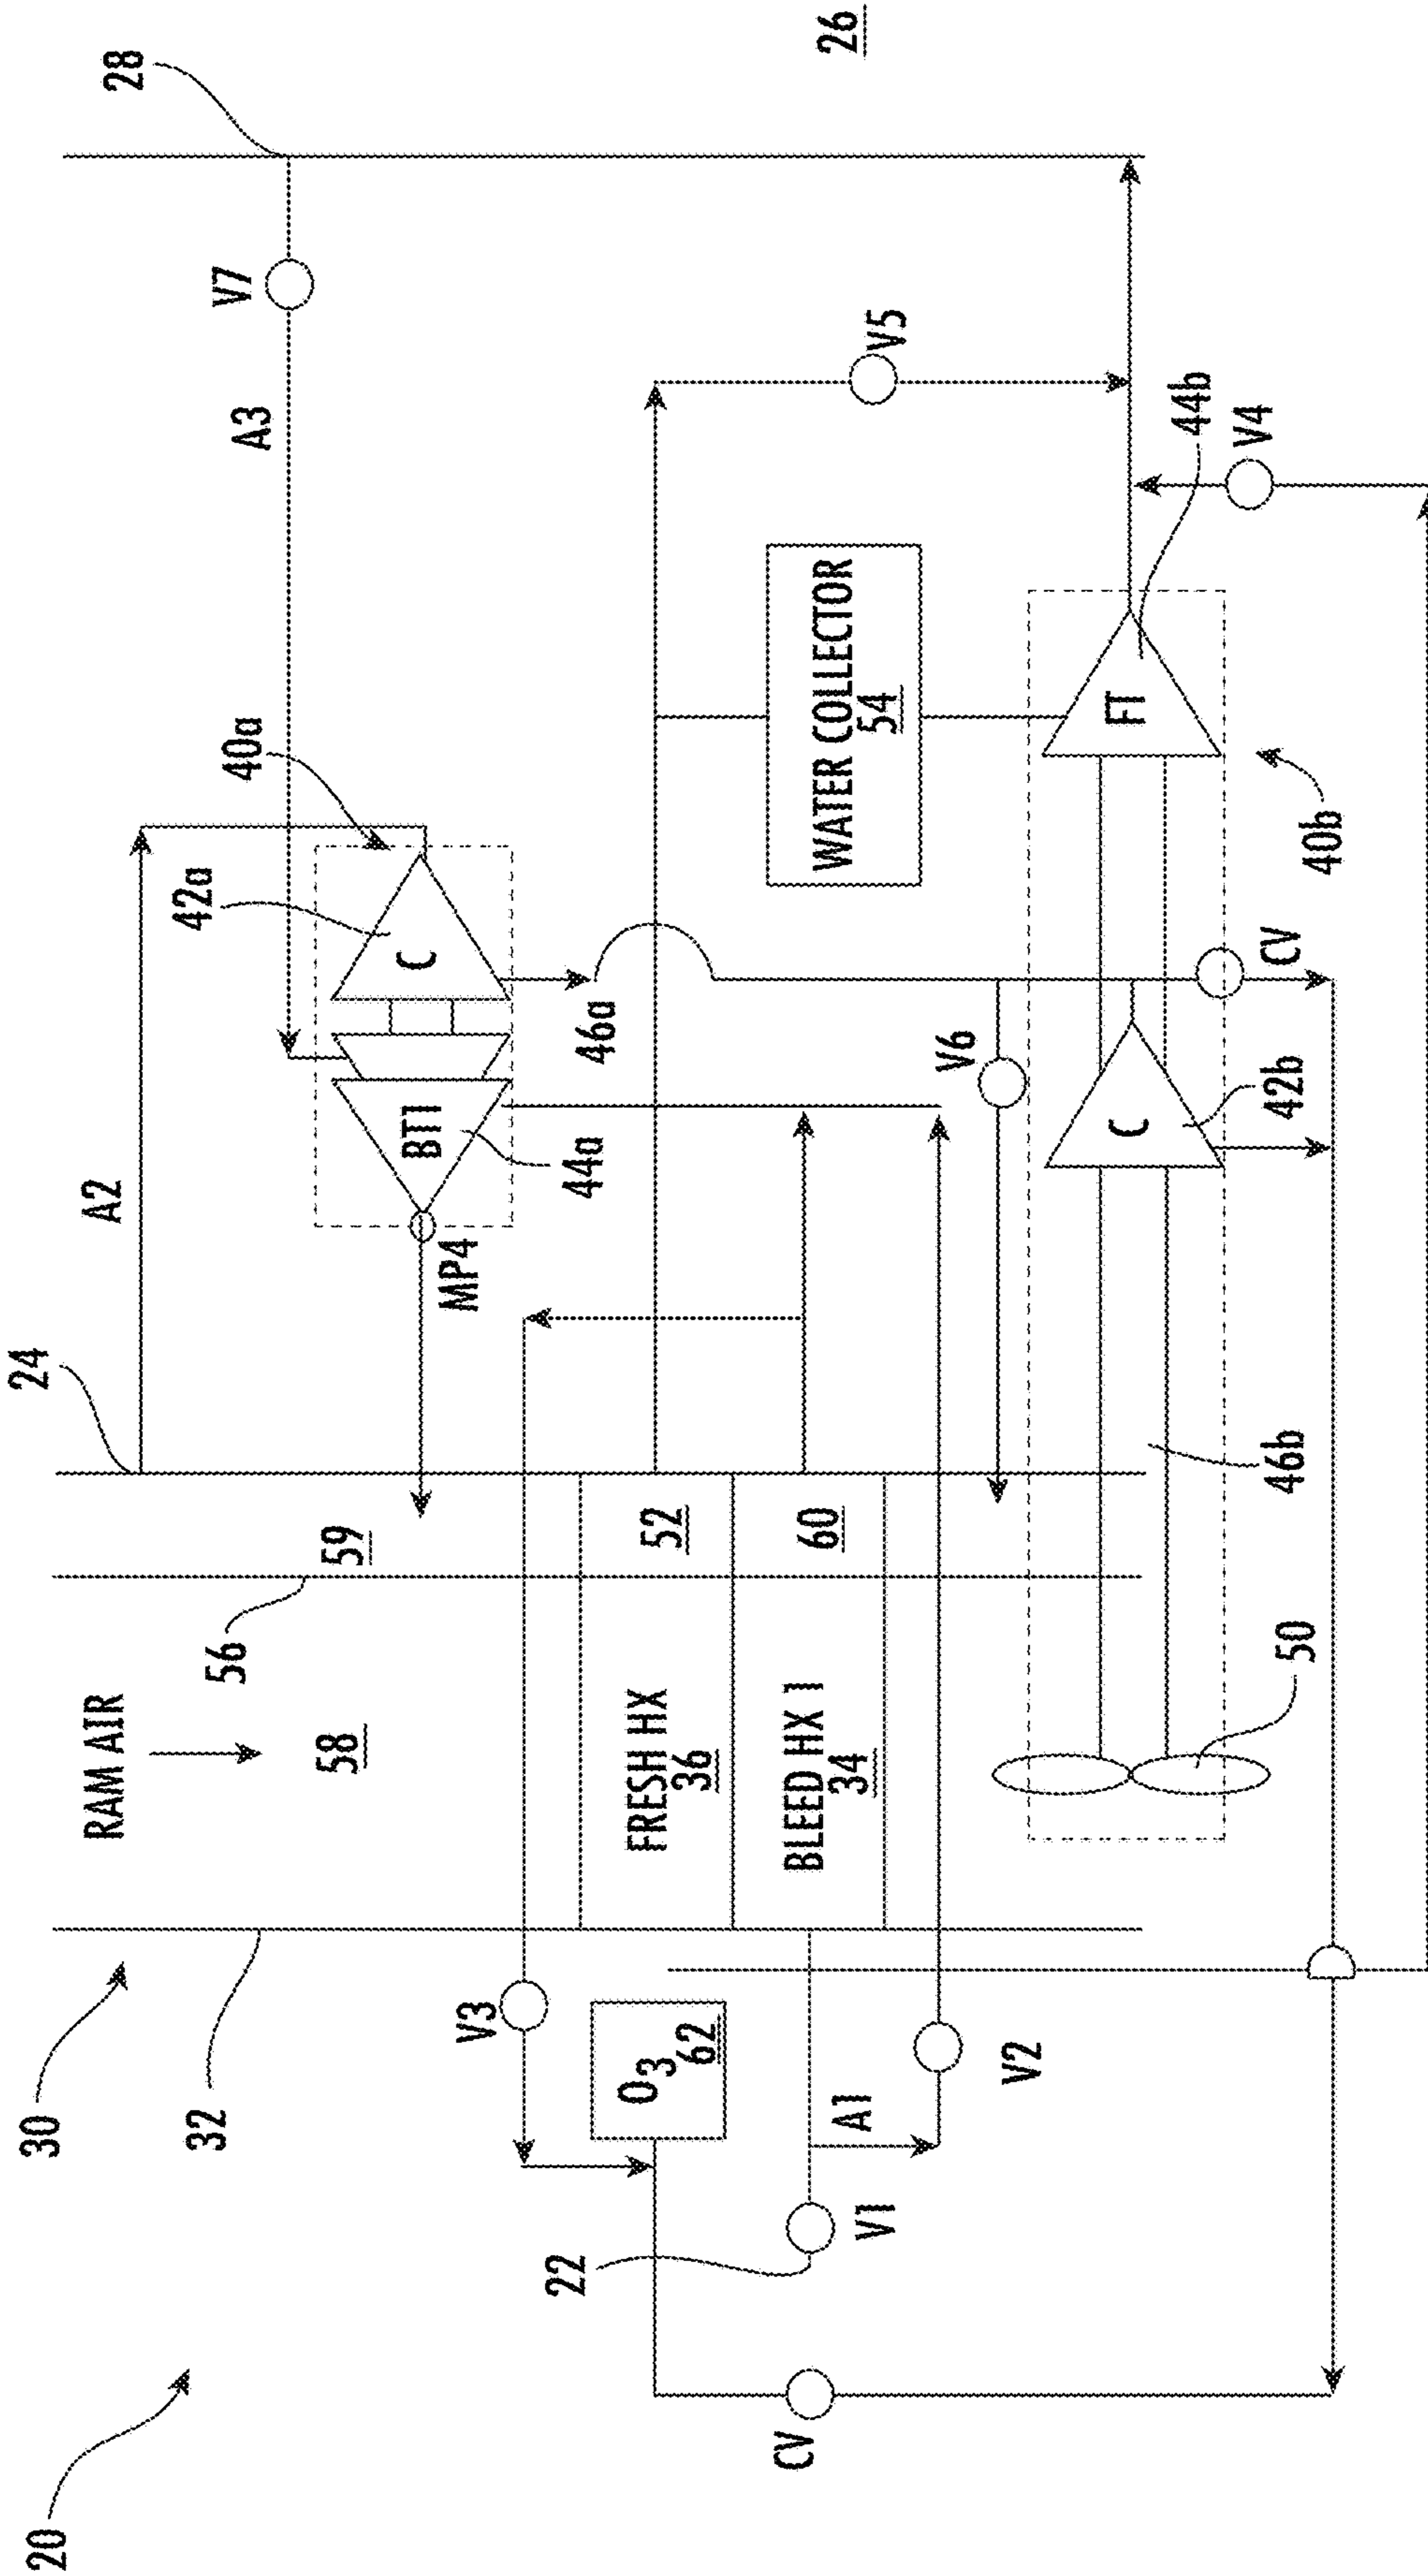 20
30
24
A2
RAM AIR
28
32
56
42a
40a
V7
A3
58
59
BT1
C
MP4
V3
22
44a
46a
O3
62
FRESH HX
36
52
CV
BLEED HX 1
34
60
WATER COLLECTOR
54
26
V1
A1
V5
V6
V2
C
FT
44b
V4
50
46b
42b
CV
40b